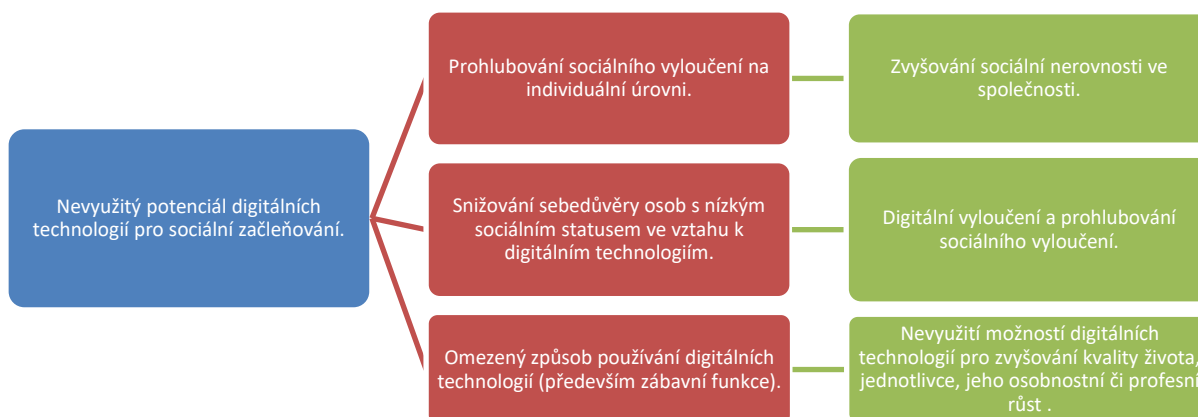 Prohlubování sociálního vyloučení na
individuální úrovni.
Zvyšování sociální nerovnosti ve
společnosti.
Nevyužitý potenciál digitálních
technologií pro sociální začleňování.
Snižování sebedůvěry osob s nízkým
sociálním statusem ve vztahu k
digitálním technologiím.
Digitální vyloučení a prohlubování
sociálního vyloučení.
Omezený způsob používání digitálních
technologií (především zábavní funkce).
Nevyužití možností digitálních
technologií pro zvyšování kvality života,
jednotlivce, jeho osobnostní či profesní
růst .